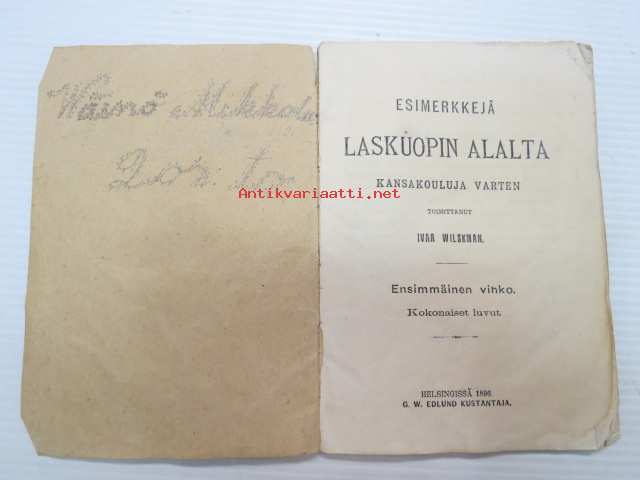 Wäinö Mikkola
Antikvariaatti.net
ESIMERKKEJÄ
LASKUOPIN ALALTA
KANSAKOULUJA VARTEN
TOIMITTANUT
IVAR WILSKMAN.
Ensimmäinen vihko.
Kokonaiset luvut.
HELSINGISSÄ 1896.
G. W. EDLUND KUSTANTAJA.